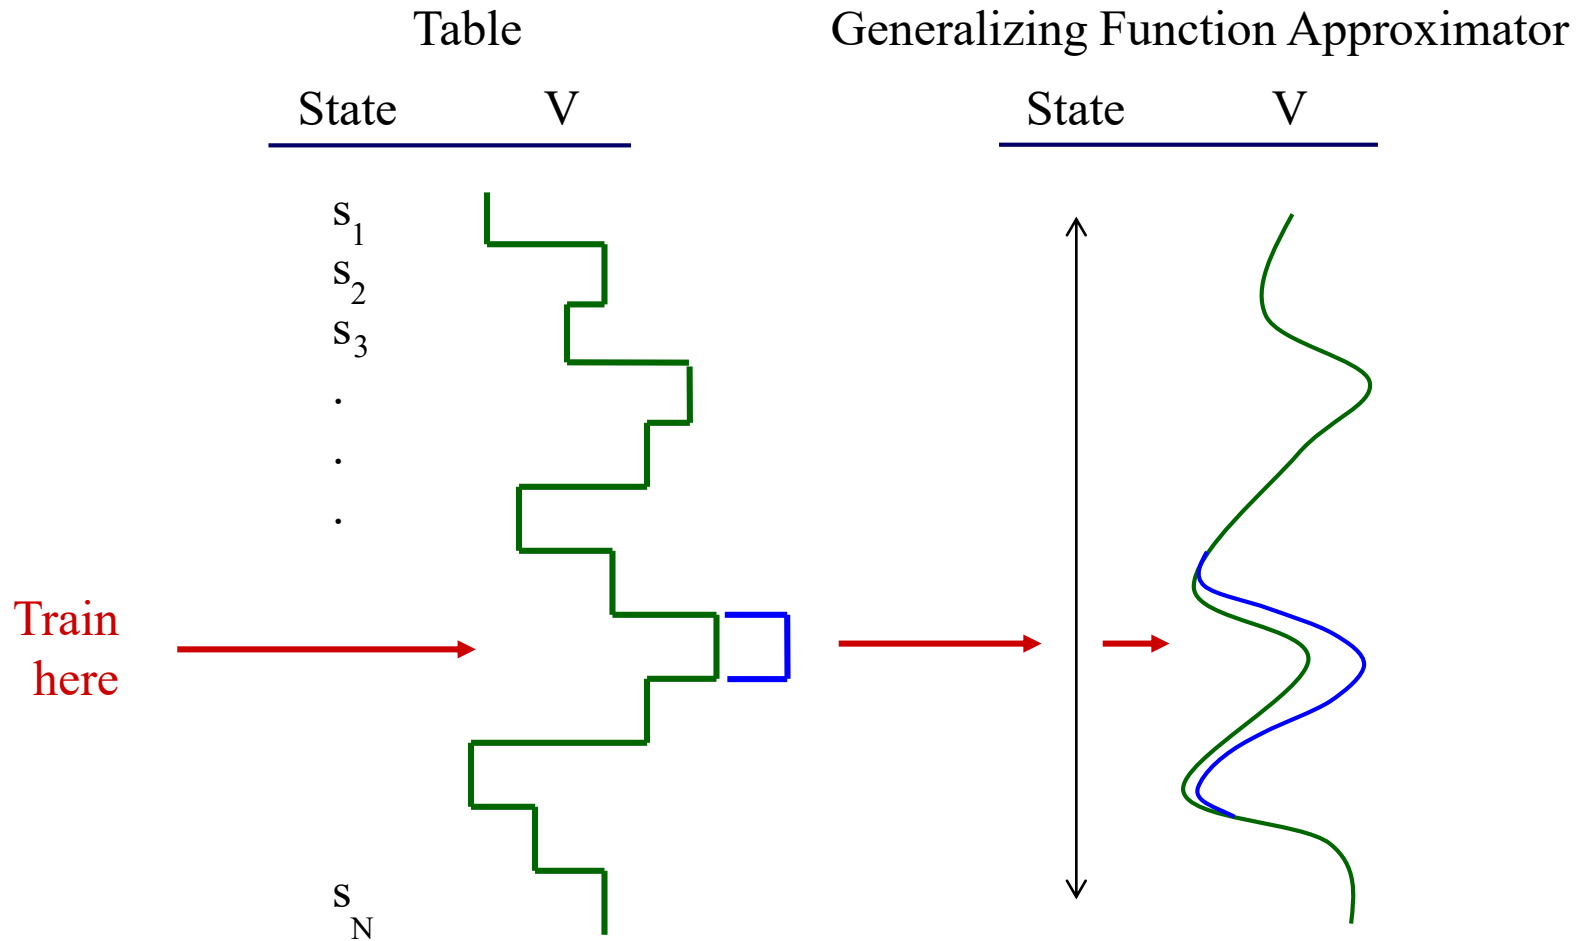 Table
Generalizing Function Approximator
State V
State V
s1
s2
s3
.
.
.
Train
here
sN